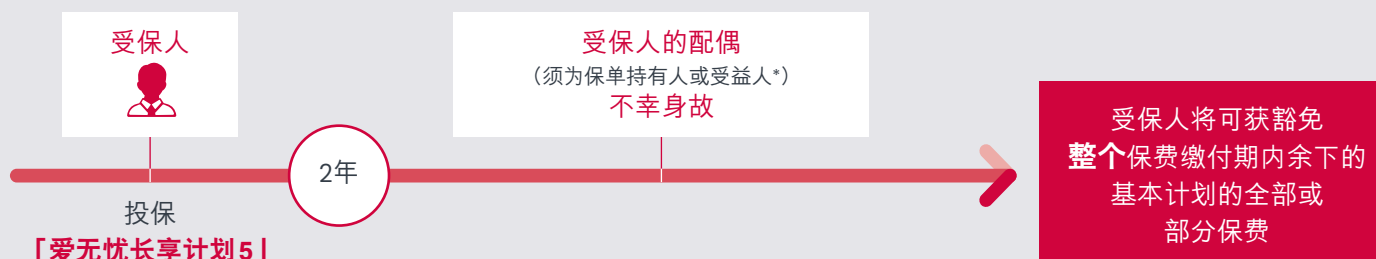 受保人
投保
「爱无忧长享计划5」
2年
受保人的配偶
（须为保单持有人或受益人*）
不幸身故
受保人将可获豁免
整个保费缴付期内余下的
基本计划的全部或
部分保费